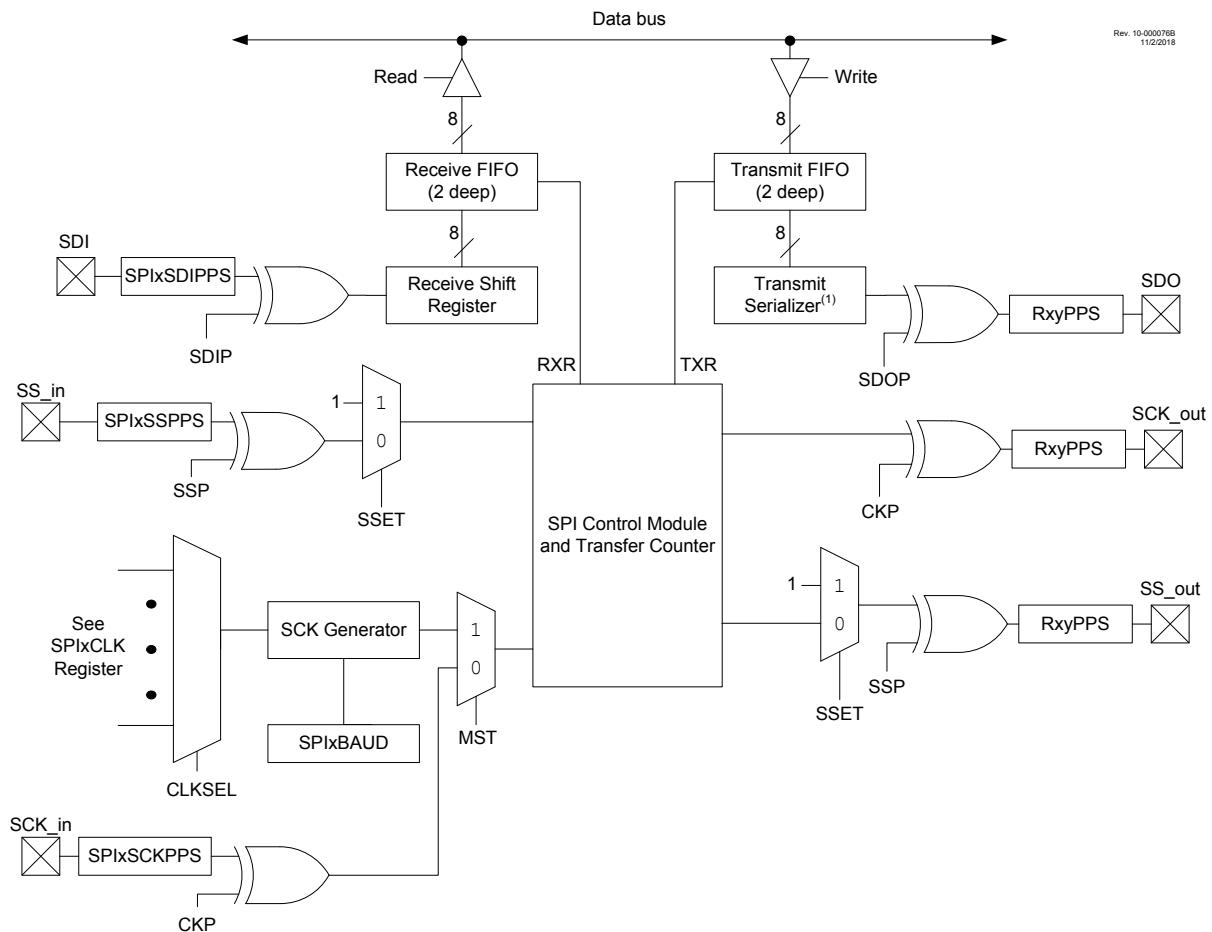 Data bus
Rev. 10-000076B
11/2/2018
Read
Write
8
8
Receive FIFO
(2 deep)
Transmit FIFO
(2 deep)
8
8
SDI
SPIxSDIPPS
Receive Shift
Register
Transmit
Serializer(1)
SDO
RxyPPS
SDIP
SDOP
RXR
TXR
SS_in
SPIxSSPPS
1
1
0
SSP
SSET
SCK_out
RxyPPS
CKP
SPI Control Module
and Transfer Counter
See
SPIxCLK
Register
SCK Generator
1
0
SPIxBAUD
MST
CLKSEL
1
1
0
SS_out
RxyPPS
SSP
SSET
SCK_in
SPIxSCKPPS
CKP